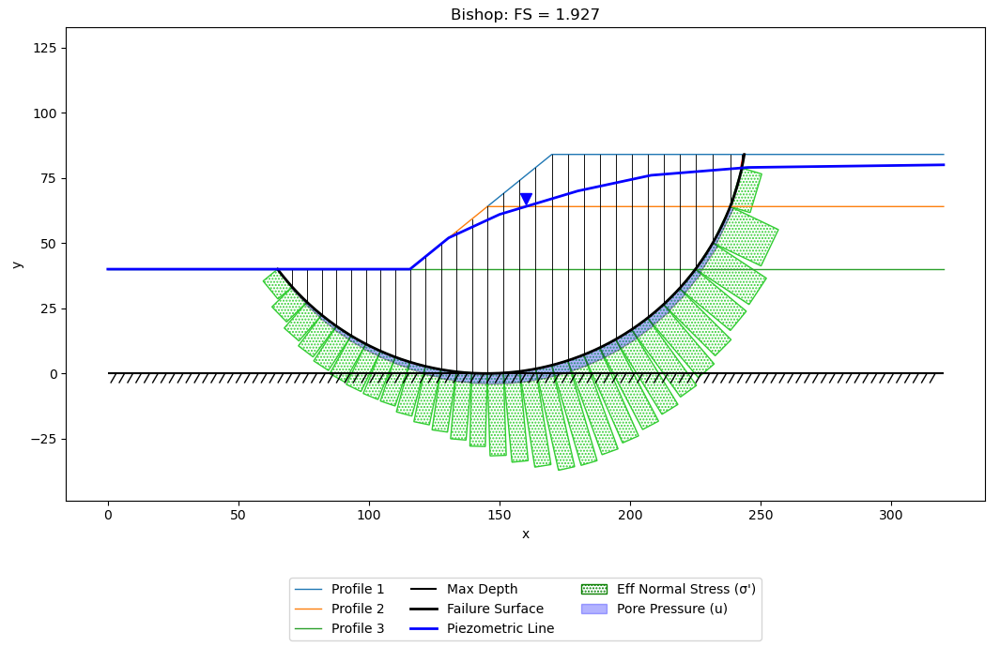 Bishop: FS = 1.927
125
100
75
50
25
0
−25
y
0 50 100 150 200 250 300
x
Profile 1
Profile 2
Profile 3
Max Depth
Failure Surface
Piezometric Line
Eff Normal Stress (σ')
Pore Pressure (u)